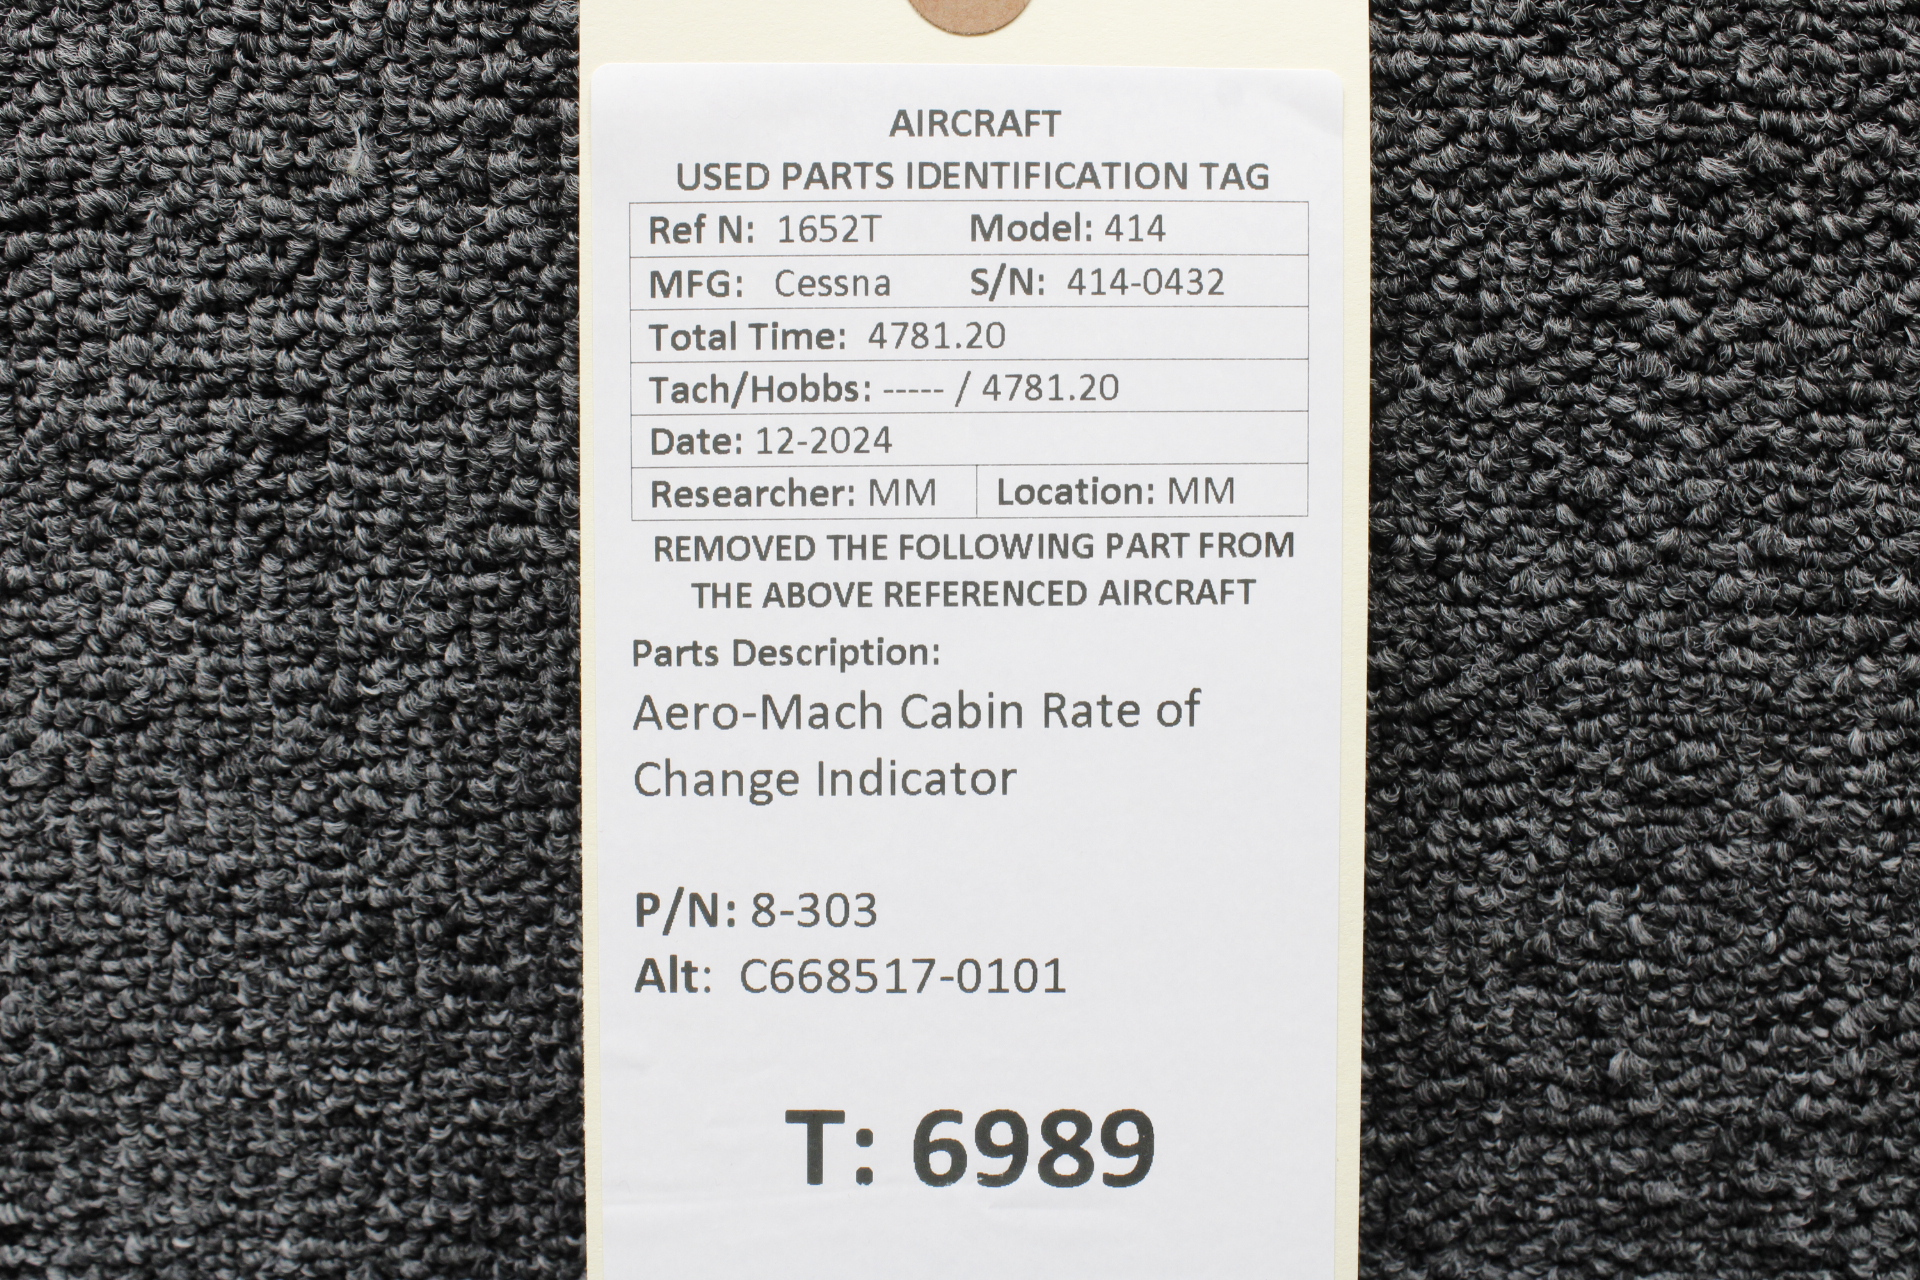 AIRCRAFT
USED PARTS IDENTIFICATION TAG
Ref N: 1652T Model: 414
MFG: Cessna S/N: 414-0432
Total Time: 4781.20
Tach/Hobbs: ----- / 4781.20
Date: 12-2024
Researcher: MM Location: MM
REMOVED THE FOLLOWING PART FROM
THE ABOVE REFERENCED AIRCRAFT
Parts Description:
Aero-Mach Cabin Rate of
Change Indicator
P/N: 8-303
Alt: C668517-0101
T: 6989